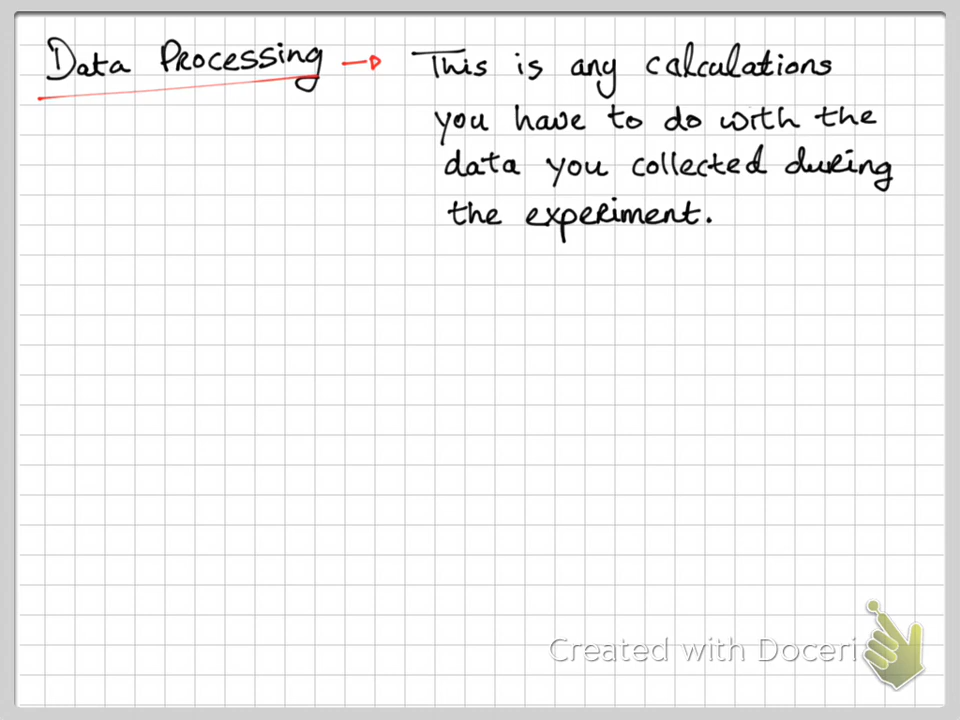 Data Processing → This is any calculations
you have to do with the
data you collected during
the experiment.
Created with Doceri